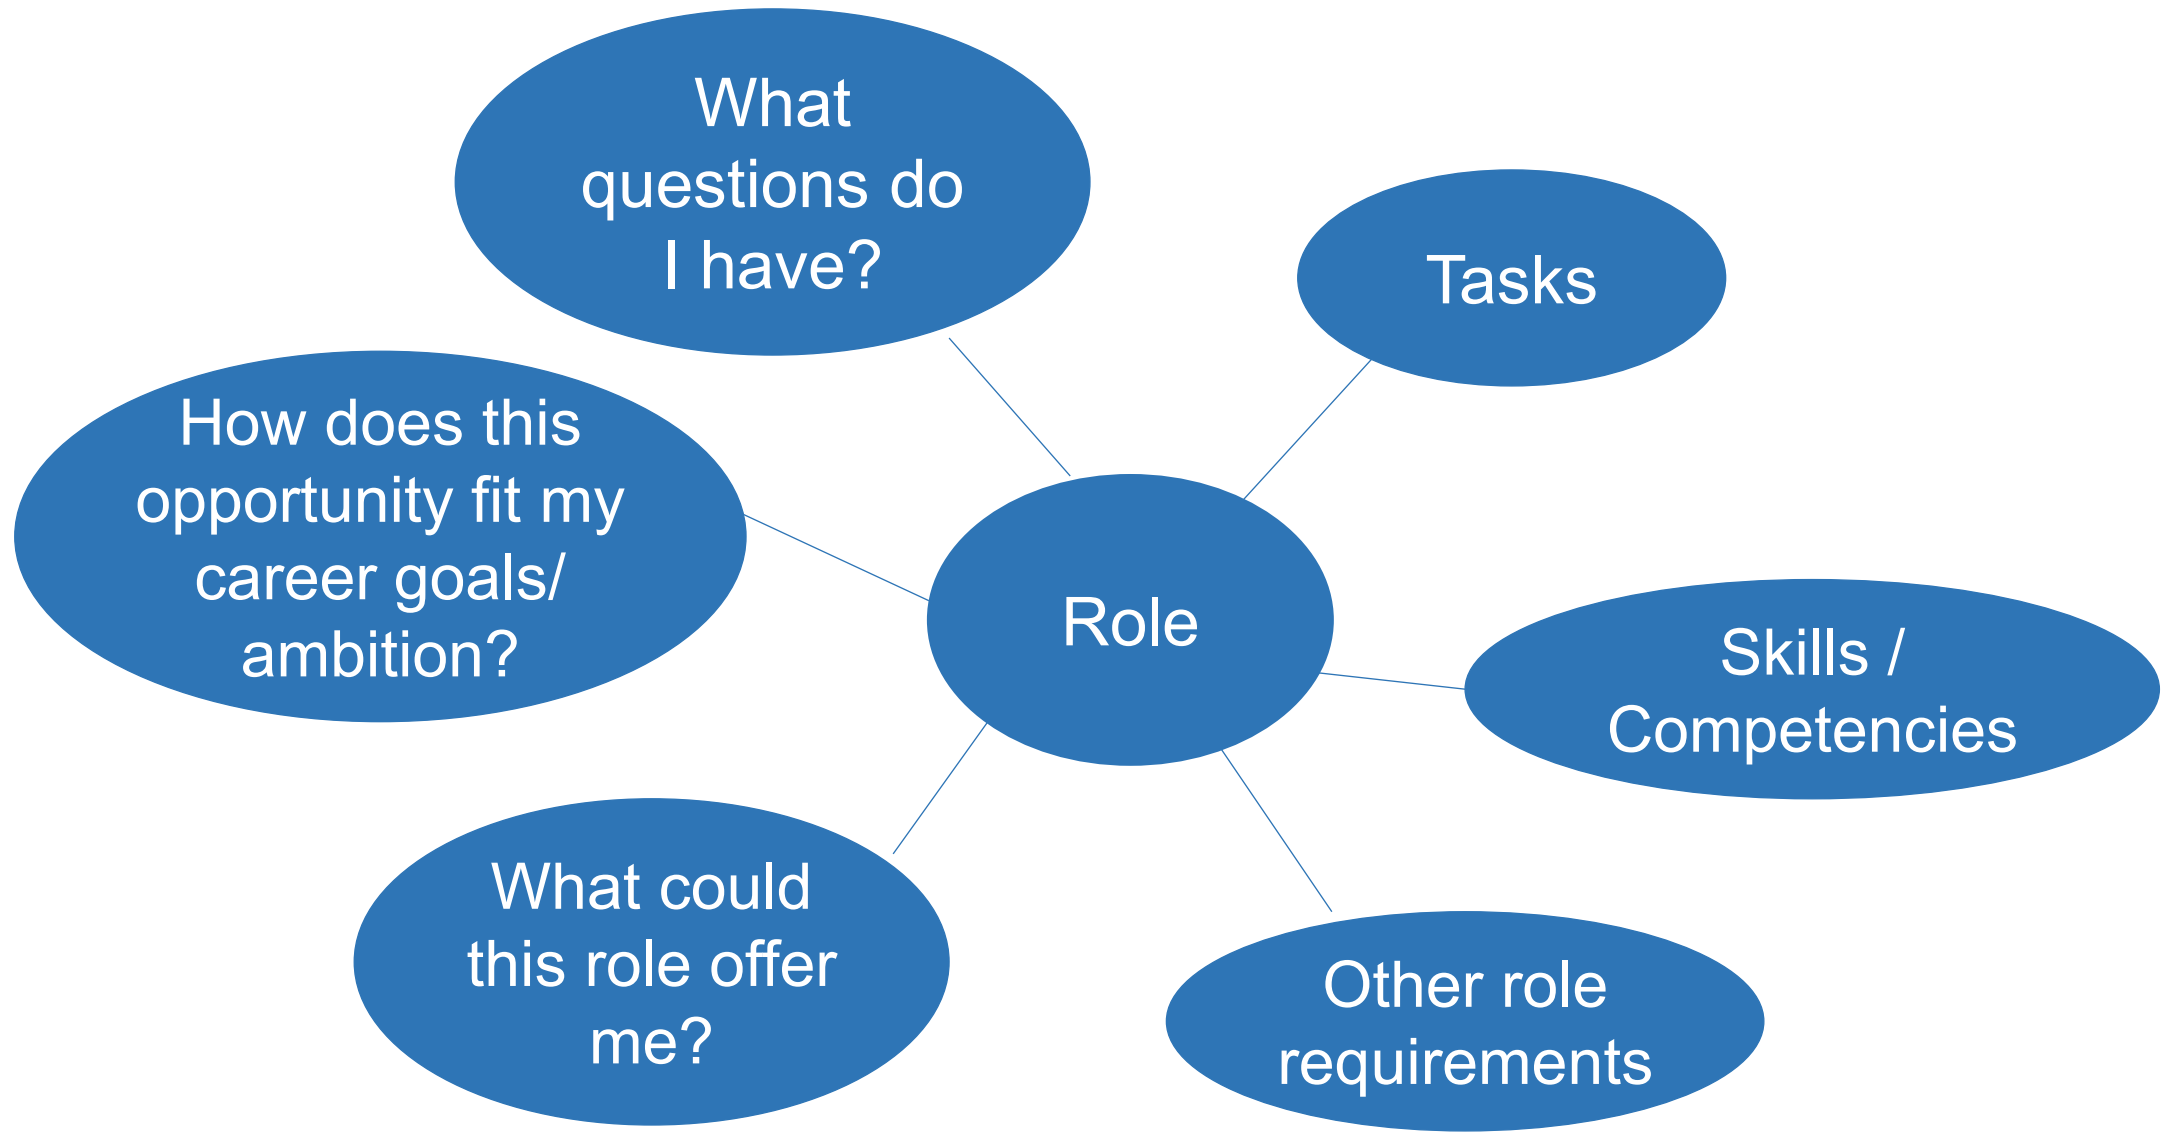 What
questions do
I have?
Tasks
How does this
opportunity fit my
career goals/
ambition?
Role
Skills /
Competencies
What could
this role offer
me?
Other role
requirements